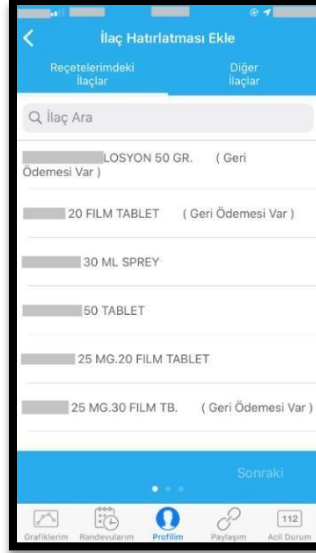 İlaç Hatırlatması Ekle
Reçetelerimdeki
İlaçlar
Diğer
İlaçlar
İlaç Ara
LOSYON 50 GR. ( Geri
Ödemesi Var )
20 FILM TABLET ( Geri Ödemesi Var )
30 ML SPREY
50 TABLET
25 MG.20 FILM TABLET
25 MG.30 FILM TB. ( Geri Ödemesi Var )
Sonraki
Grafiklerim Randevularım Profilim Paylaşım 112 Acil Durum